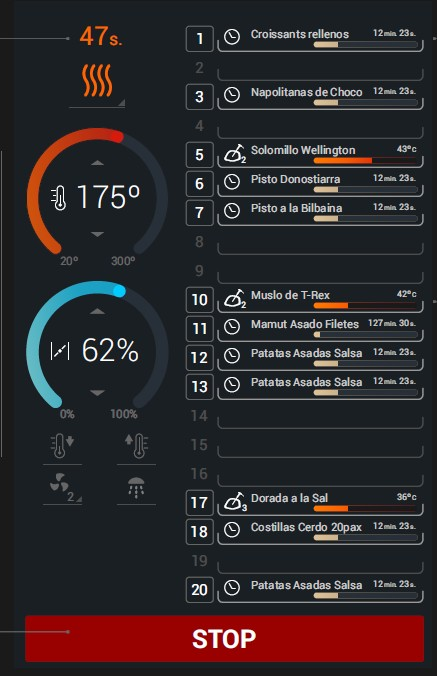 47s.
175º
20º 300º
62%
0% 100%
2
1 Croissants rellenos 12min. 23s.
2
3 Napolitanas de Choco 12min. 23s.
4
5 2 Solomillo Wellington 43ºc
6 Pisto Donostiarra 12min. 23s.
7 Pisto a la Bilbaina 12min. 23s.
8
9
10 2 Muslo de T-Rex 42ºc
11 Mamut Asado Filetes 127min. 30s.
12 Patatas Asadas Salsa 12min. 23s.
13 Patatas Asadas Salsa 12min. 23s.
14
15
16
17 3 Dorada a la Sal 36ºc
18 Costillas Cerdo 20pax 12min. 23s.
19
20 Patatas Asadas Salsa 12min. 23s.
STOP